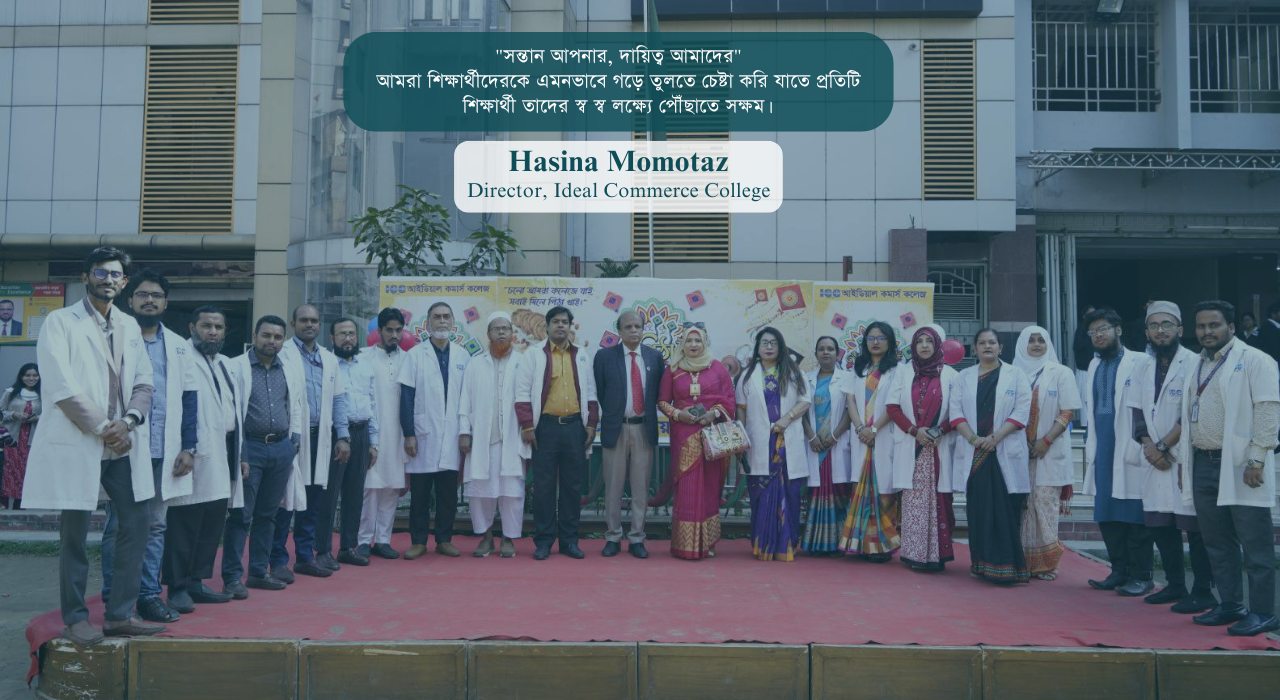 "সন্তান আপনার, দায়িত্ব আমাদের"
আমরা শিক্ষার্থীদেরকে এমনভাবে গড়ে তুলতে চেষ্টা করি যাতে প্রতিটি
শিক্ষার্থী তাদের স্ব স্ব লক্ষ্যে পৌঁছাতে সক্ষম।
Hasina Momotaz
Director, Ideal Commerce College
ICC আইডিয়াল কমার্স কলেজ
"চলো আমরা কলেজে যাই,
সবাই মিলে পিঠা খাই।"
ICC আইডিয়াল কমার্স কলেজ